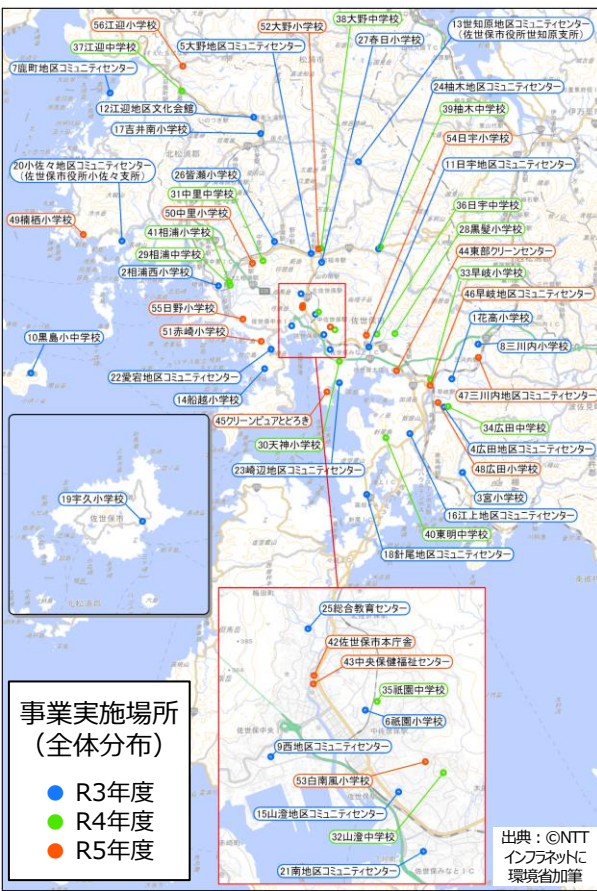 56江迎小学校
52大野小学校
38大野中学校
13世知原地区コミュニティセンター
(佐世保市役所世知原支所)
37江迎中学校
5大野地区コミュニティセンター
27春日小学校
7鹿町地区コミュニティセンター
24柚木地区コミュニティセンター
12江迎地区文化会館
39柚木中学校
17吉井南小学校
54日宇小学校
20小佐々地区コミュニティセンター
(佐世保市役所小佐々支所)
26皆瀬小学校
11日宇地区コミュニティセンター
31中里中学校
36日宇中学校
49楠栖小学校
50中里小学校
28黒髪小学校
41相浦小学校
44東部クリーンセンター
29相浦中学校
33早岐小学校
2相浦西小学校
46早岐地区コミュニティセンター
55日野小学校
1花高小学校
51赤崎小学校
8三川内小学校
10黒島小中学校
22愛宕地区コミュニティセンター
47三川内地区コミュニティセンター
14船越小学校
45クリーンピュアとどろき
34広田中学校
30天神小学校
4広田地区コミュニティセンター
23崎辺地区コミュニティセンター
48広田小学校
3宮小学校
19宇久小学校
佐世保市
16江上地区コミュニティセンター
40東明中学校
18針尾地区コミュニティセンター
北松浦郡
佐世保市
25総合教育センター
42佐世保市本庁舎
43中央保健福祉センター
35祇園中学校
6祇園小学校
9西地区コミュニティセンター
53白南風小学校
15山澄地区コミュニティセンター
32山澄中学校
21南地区コミュニティセンター
佐世保中央IC
佐世保みなとIC
事業実施場所
(全体分布)
R3年度
R4年度
R5年度
出典:©NTT
インフラネットに
環境省加筆